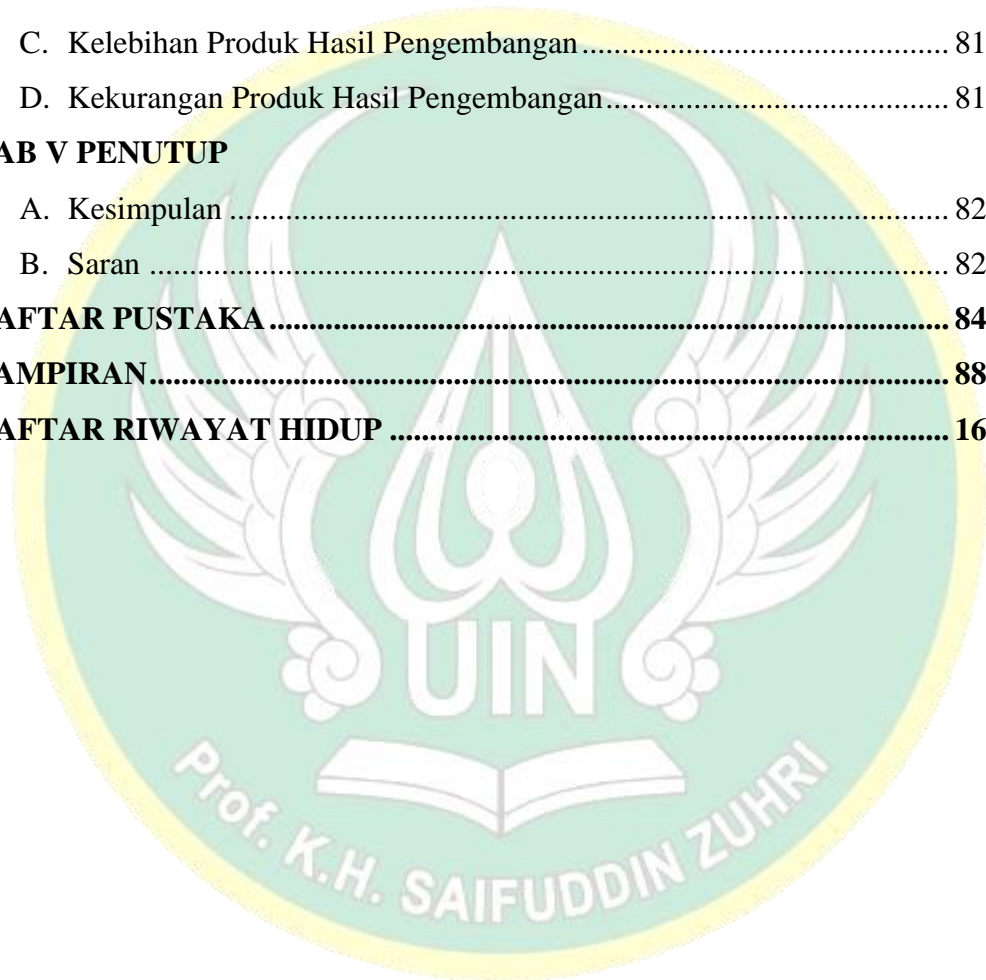 C. Kelebihan Produk Hasil Pengembangan............................................. 81
D. Kekurangan Produk Hasil Pengembangan.......................................... 81
AB V PENUTUP
A. Kesimpulan ......................................................................................... 82
B. Saran ................................................................................................... 82
AFTAR PUSTAKA..................................................................................... 84
AMPIRAN................................................................................................... 88
AFTAR RIWAYAT HIDUP ...................................................................... 16
UIN
Prof. K.H. SAIFUDDIN ZUHRI